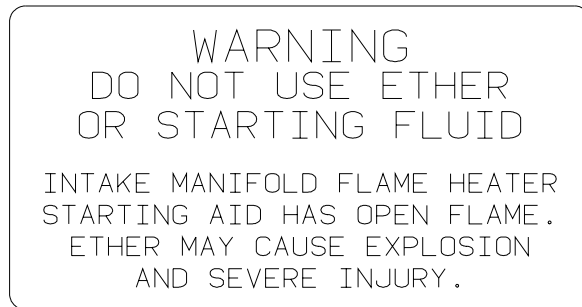 WARNING
DO NOT USE ETHER
OR STARTING FLUID
INTAKE MANIFOLD FLAME HEATER
STARTING AID HAS OPEN FLAME.
ETHER MAY CAUSE EXPLOSION
AND SEVERE INJURY.